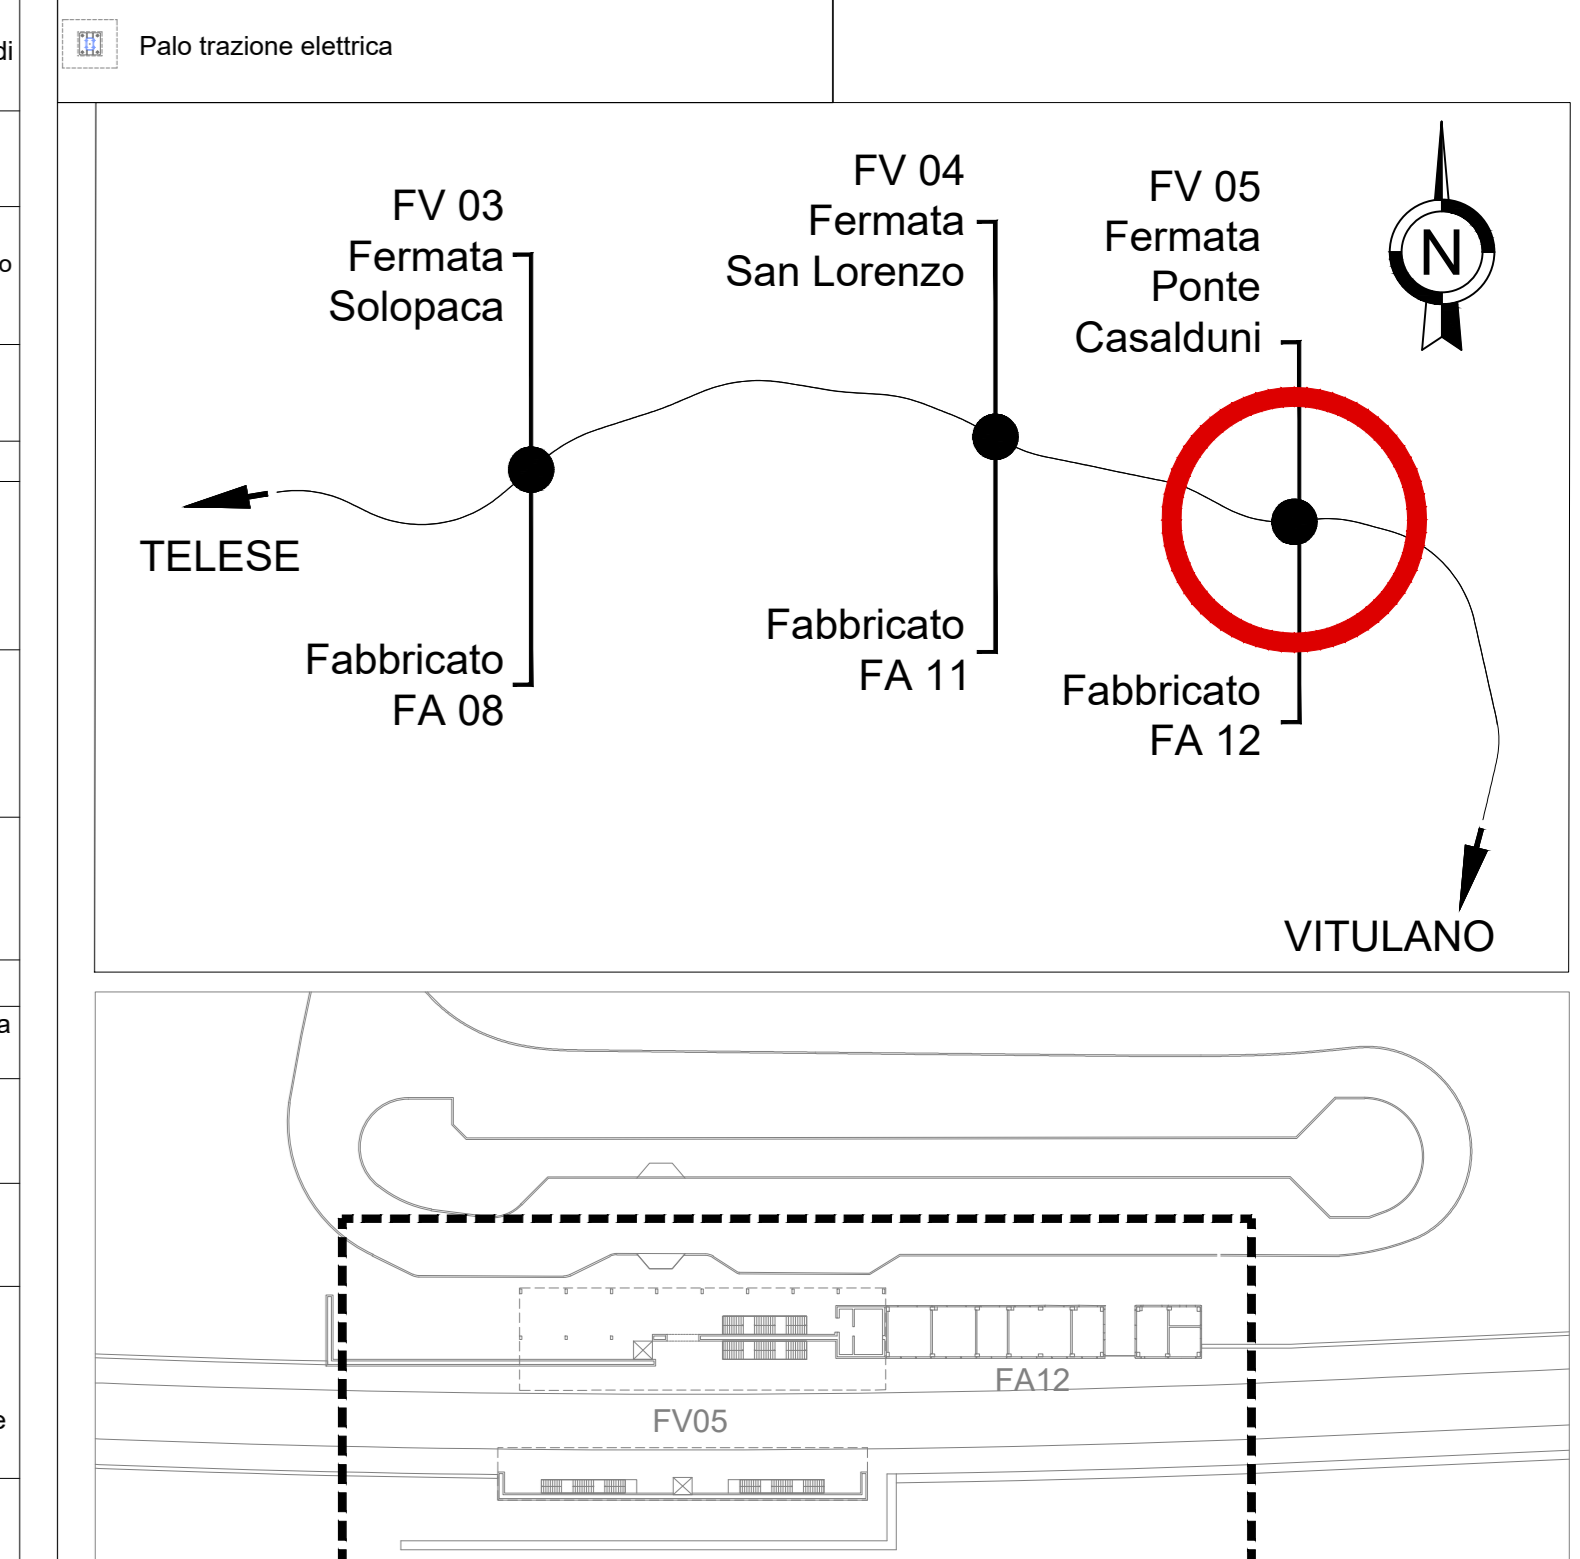 di
Palo trazione elettrica
o
a
e
FV 03
Fermata
Solopaca
FV 04
Fermata
San Lorenzo
FV 05
Fermata
Ponte
Casalduni
N
TELESE
Fabbricato
FA 08
Fabbricato
FA 11
Fabbricato
FA 12
VITULANO
FA12
FV05